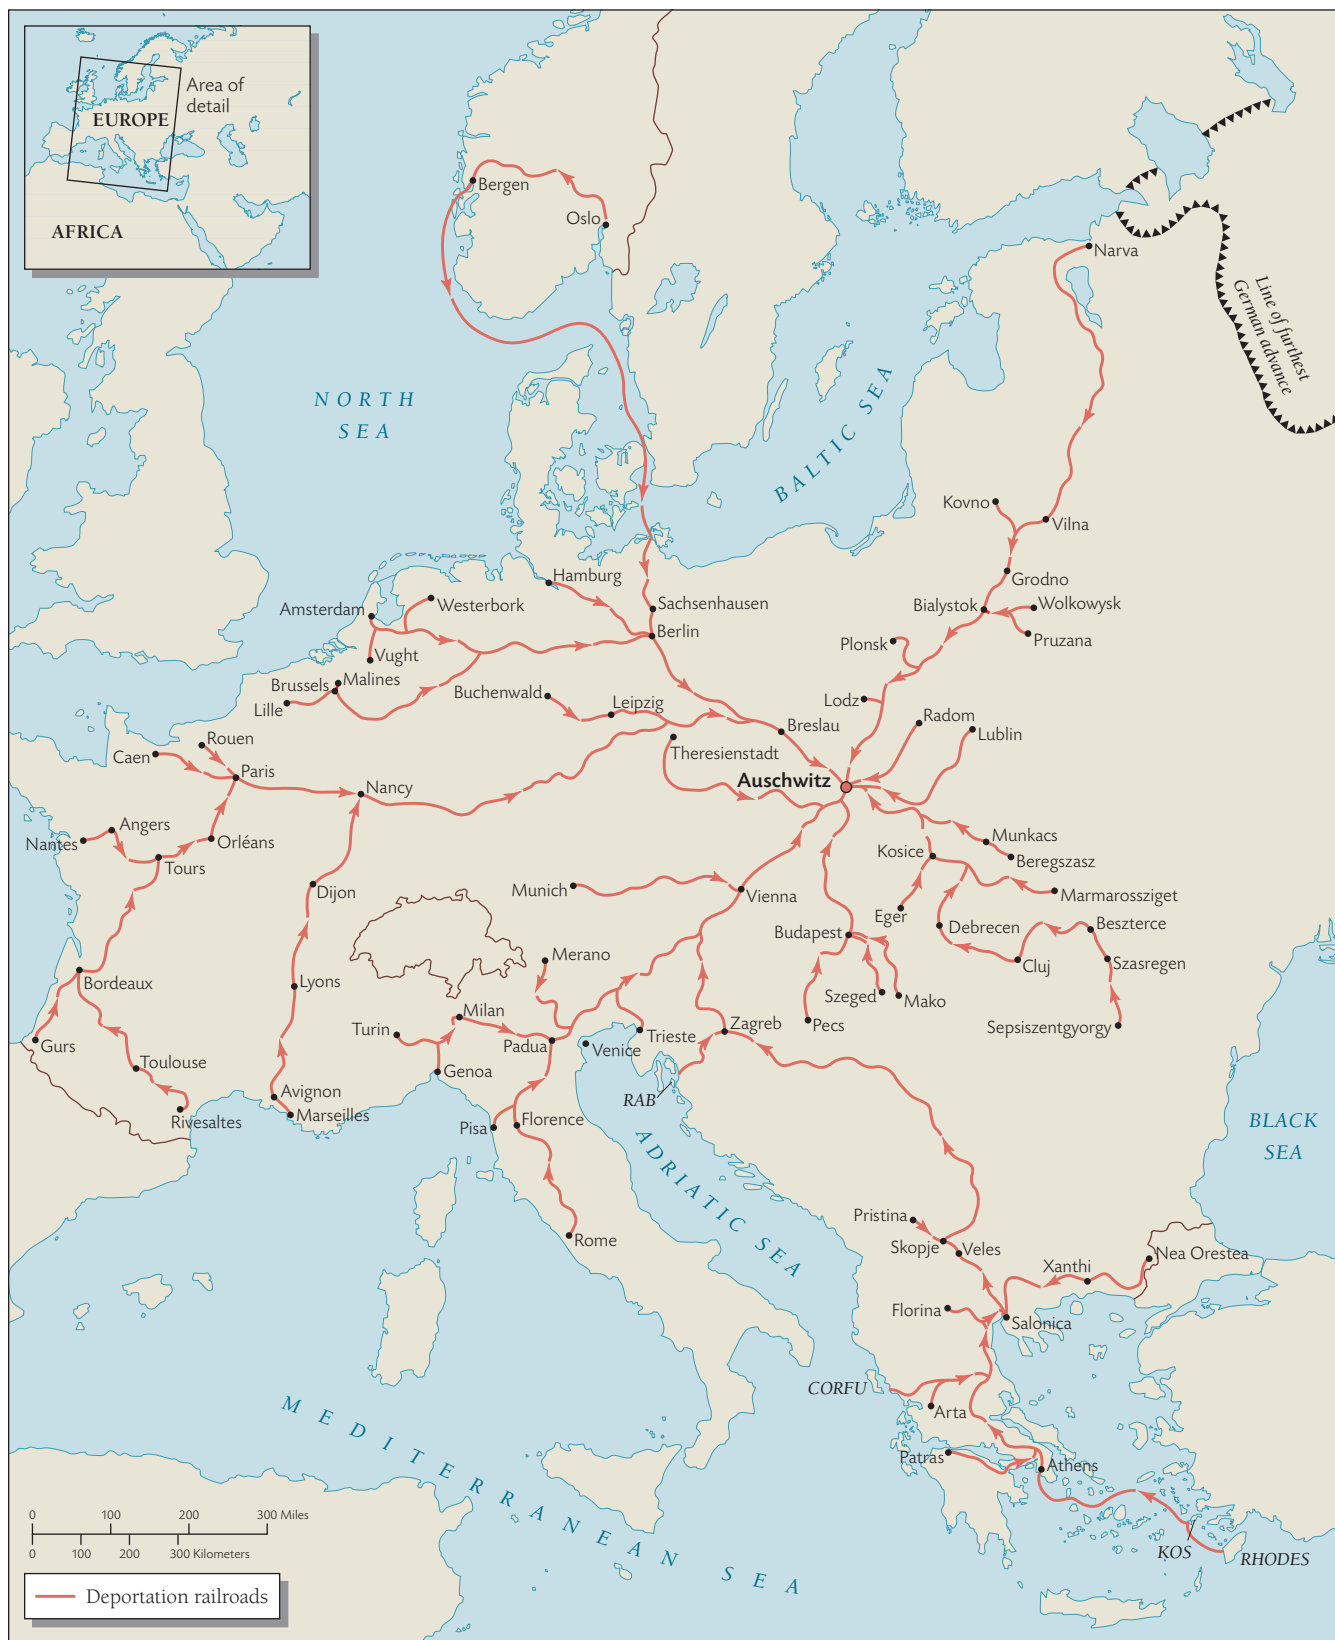 Area of
detail
EUROPE
AFRICA
Bergen
Oslo
Narva
Line of furthest
German advance
NORTH
SEA
BALTIC SEA
Kovno
Vilna
Hamburg
Grodno
Amsterdam
Westerbork
Sachsenhausen
Bialystok
Wolkowysk
Berlin
Plonsk
Pruzana
Vught
Brussels
Malines
Lille
Buchenwald
Leipzig
Lodz
Breslau
Radom
Lublin
Rouen
Caen
Paris
Theresienstadt
Auschwitz
Nancy
Angers
Nantes
Orléans
Tours
Munkacs
Kosice
Beregszasz
Dijon
Munich
Vienna
Marmarossziget
Eger
Debrecen
Beszterce
Budapest
Merano
Cluj
Szasregen
Bordeaux
Lyons
Szeged
Mako
Milan
Turin
Pecs
Sepsiszentgyorgy
Zagreb
Trieste
Padua
Venice
Gurs
Toulouse
Genoa
RAB
Avignon
Marseilles
Rivesaltes
Pisa
Florence
ADRIATIC SEA
BLACK
SEA
Pristina
Skopje
Veles
Rome
Xanthi
Nea Orestea
Florina
Salonica
CORFU
Arta
MEDITERRANEAN SEA
Patras
Athens
KOS
RHODES
0 100 200 300 Miles
0 100 200 300 Kilometers
Deportation railroads